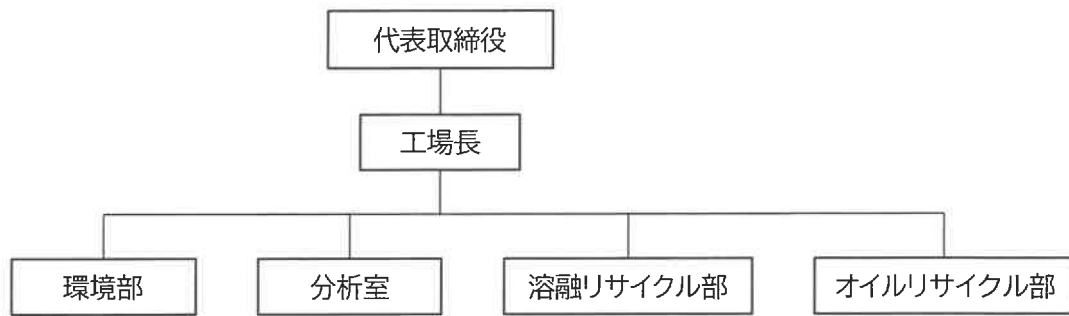 代表取締役
工場長
環境部
分析室
溶融リサイクル部
オイルリサイクル部